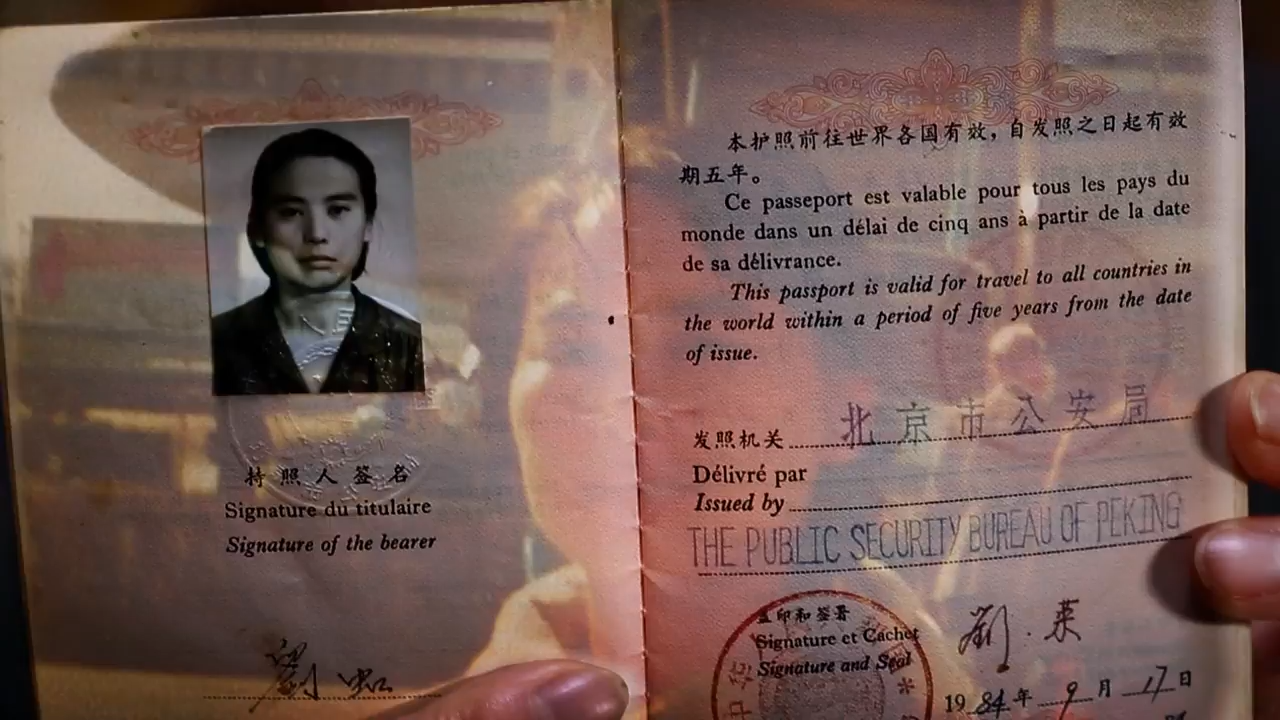 持照人签名
Signature du titulaire
Signature of the bearer
劉虹
本护照前往世界各国有效，自发照之日起有效
期五年。
Ce passeport est valable pour tous les pays du
monde dans un délai de cinq ans à partir de la date
de sa délivrance.
This passport is valid for travel to all countries in
the world within a period of five years from the date
of issue.
发照机关 北京市公安局
Délivré par
Issued by
THE PUBLIC SECURITY BUREAU OF PEKING
盖印和签署
Signature et Cachet
Signature and Seal
1984年9月17日